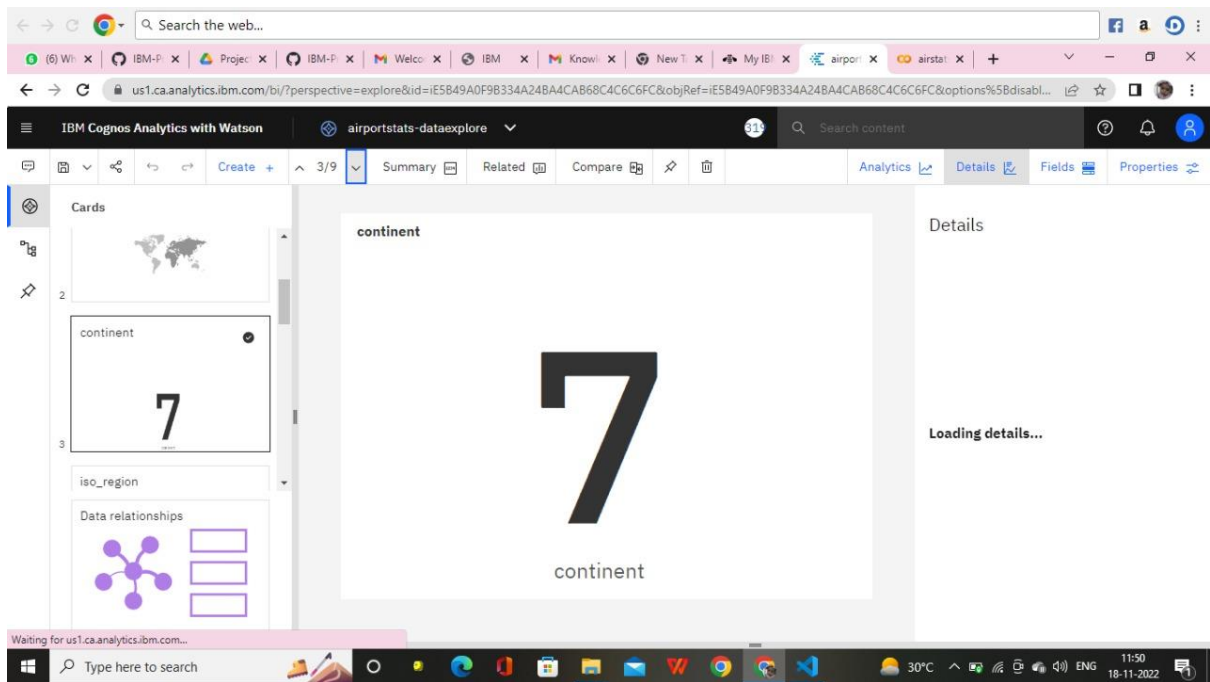 Search the web...
(6) Wh IBM-P Projec IBM-P Welco IBM Knowl New T My IB airport airstat
us1.ca.analytics.ibm.com/bi/?perspective=explore&id=iE5B49A0F9B334A24BA4CAB68C4C6C6FC&objRef=iE5B49A0F9B334A24BA4CAB68C4C6C6FC&options%5Bdisabl...
IBM Cognos Analytics with Watson airportstats-dataexplore 319 Search content
Create + 3/9 Summary Related Compare Analytics Details Fields Properties
Cards
2
continent
7
3
iso_region
Data relationships
continent
7
continent
Details
Loading details...
Waiting for us1.ca.analytics.ibm.com...
Type here to search 30°C ENG 11:50
18-11-2022